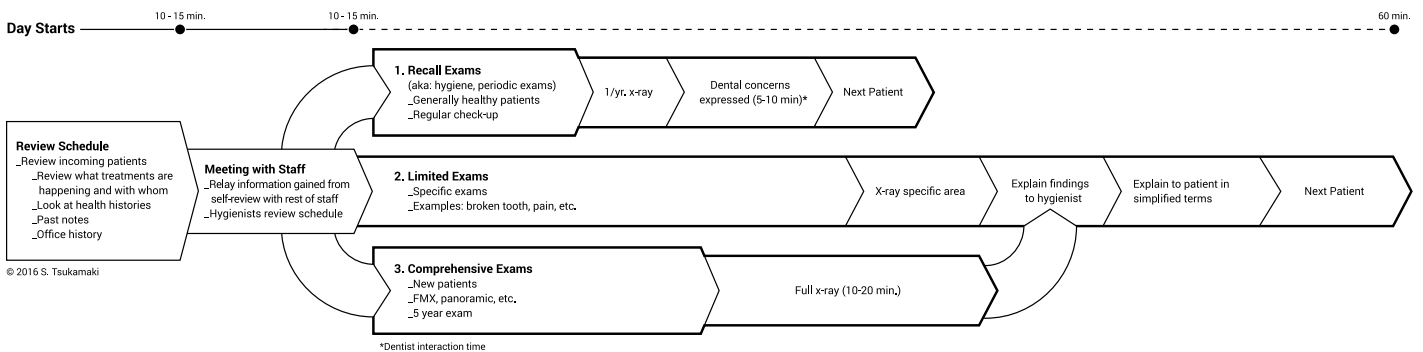 10 - 15 min.
10 - 15 min.
60 min.
Day Starts
Review Schedule
_Review incoming patients
_Review what treatments are
happening and with whom
_Look at health histories
_Past notes
_Office history
© 2016 S. Tsukamaki
Meeting with Staff
_Relay information gained from
self-review with rest of staff
_Hygienists review schedule
1. Recall Exams
(aka: hygiene, periodic exams)
_Generally healthy patients
_Regular check-up
1/yr. x-ray
Dental concerns
expressed (5-10 min)*
Next Patient
2. Limited Exams
_Specific exams
_Examples: broken tooth, pain, etc.
X-ray specific area
Explain findings
to hygienist
Explain to patient in
simplified terms
Next Patient
3. Comprehensive Exams
_New patients
_FMX, panoramic, etc.
_5 year exam
Full x-ray (10-20 min.)
*Dentist interaction time